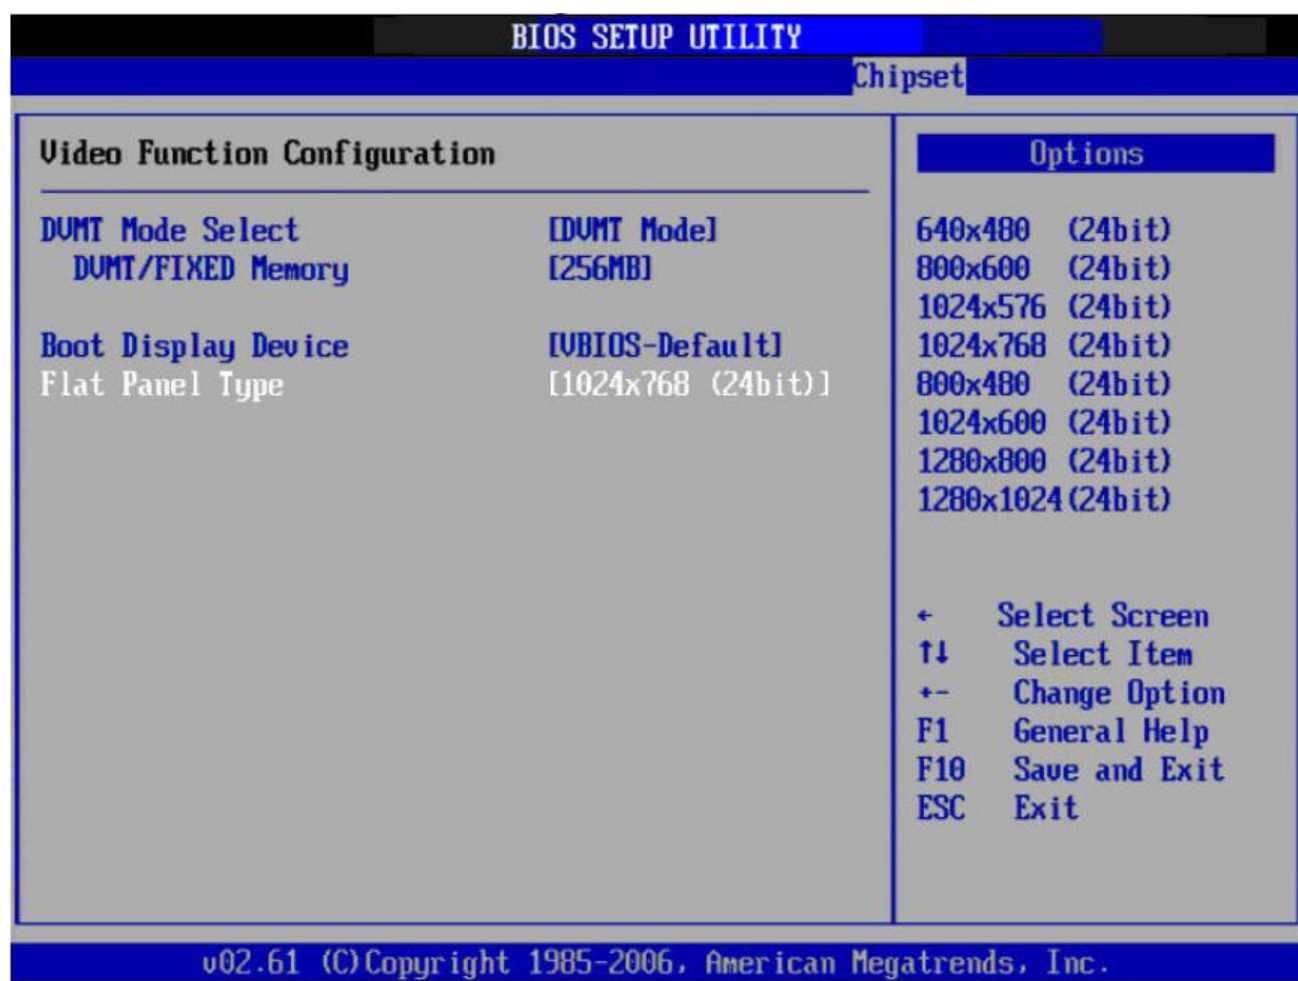 BIOS SETUP UTILITY
Chipset
Video Function Configuration
DVMT Mode Select [DVMT Mode]
DVMT/FIXED Memory [256MB]
Boot Display Device [VBIOS-Default]
Flat Panel Type [1024x768 (24bit)]
Options
640x480 (24bit)
800x600 (24bit)
1024x576 (24bit)
1024x768 (24bit)
800x480 (24bit)
1024x600 (24bit)
1280x800 (24bit)
1280x1024(24bit)
← Select Screen
↑↓ Select Item
+- Change Option
F1 General Help
F10 Save and Exit
ESC Exit
v02.61 (C)Copyright 1985-2006, American Megatrends, Inc.